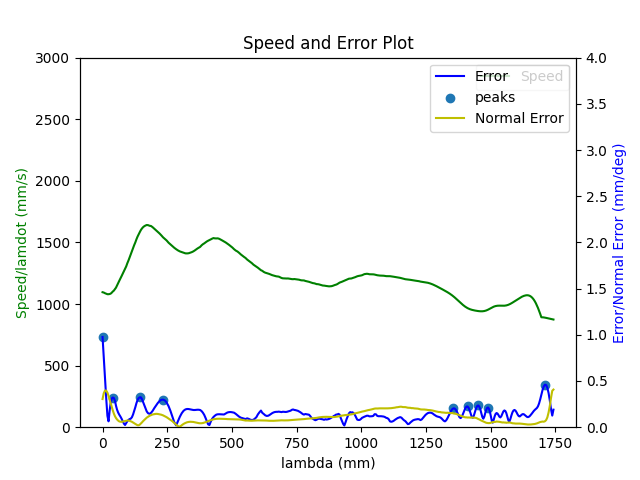 Speed and Error Plot
3000
2500
2000
1500
1000
500
0
Speed/lamdot (mm/s)
4.0
3.5
3.0
2.5
2.0
1.5
1.0
0.5
0.0
Error/Normal Error (mm/deg)
Error
Speed
peaks
Normal Error
0 250 500 750 1000 1250 1500 1750
lambda (mm)